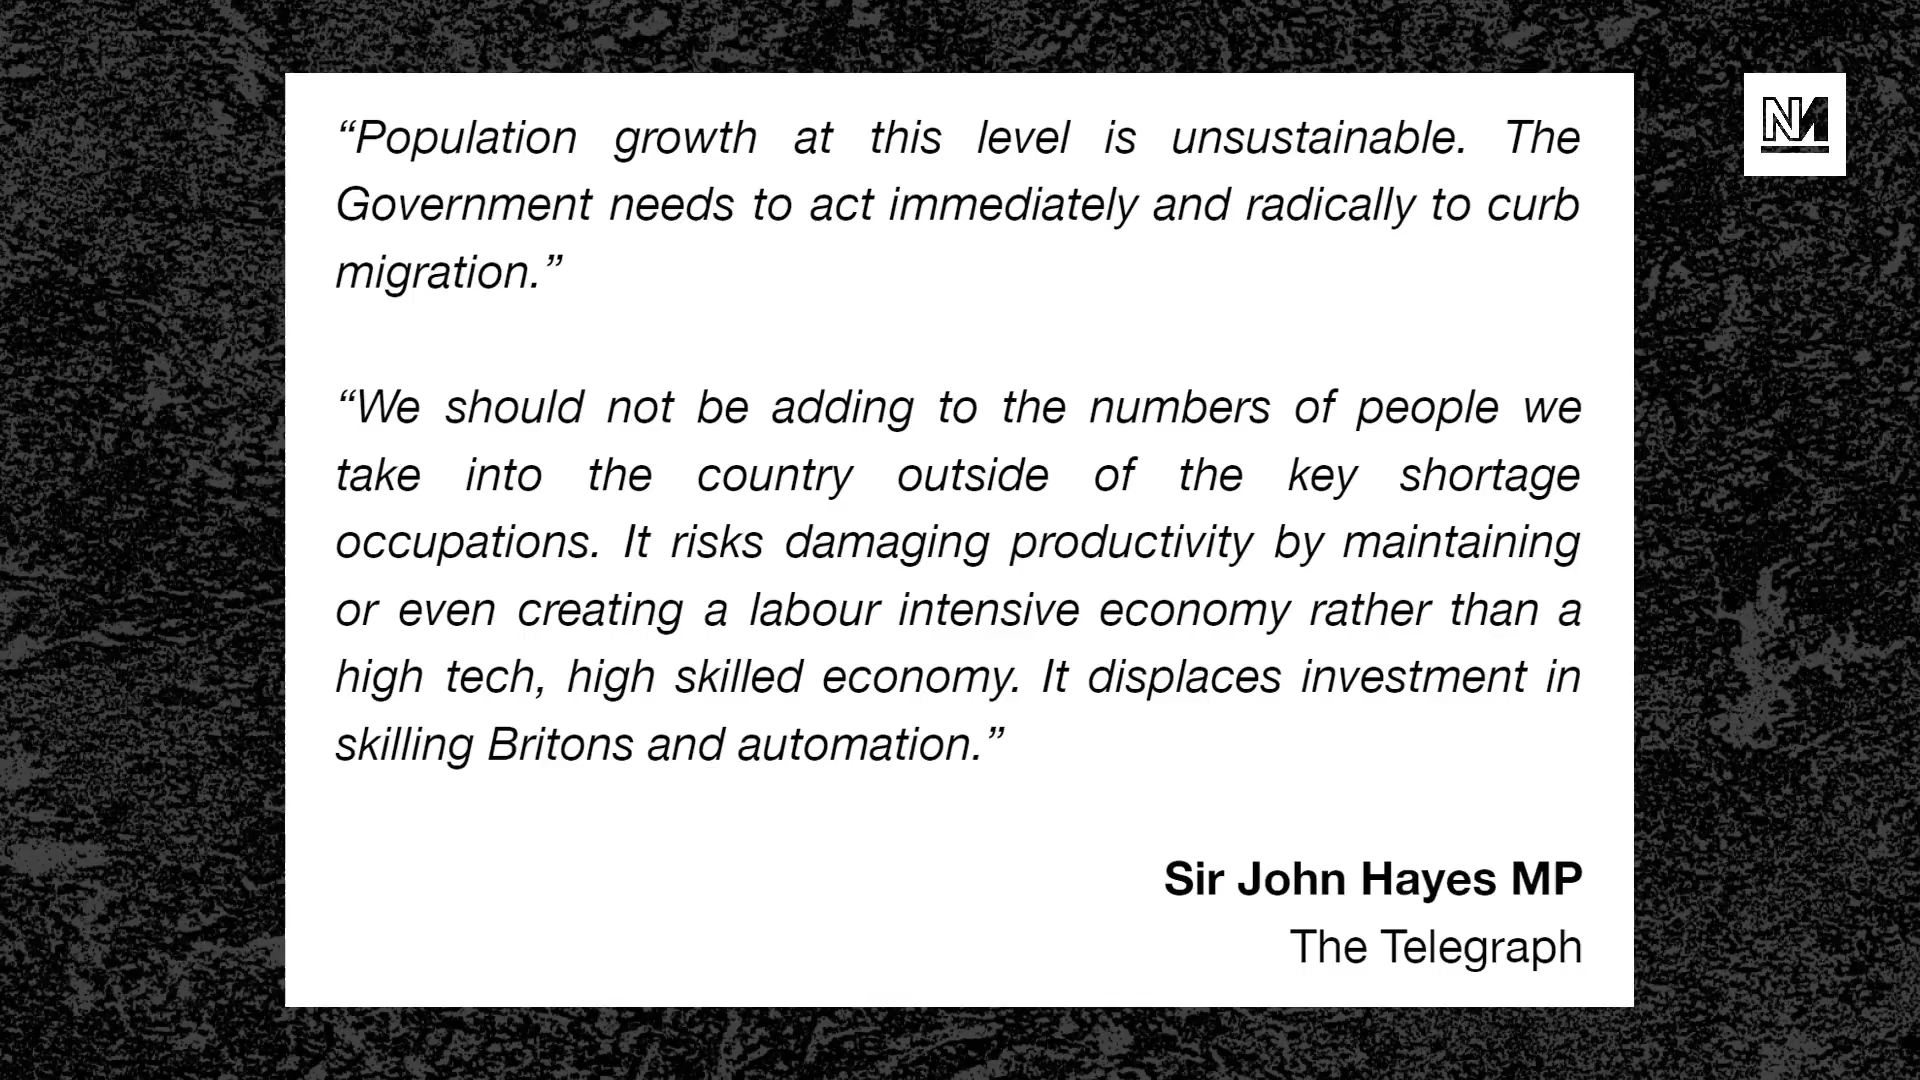 “Population growth at this level is unsustainable. The
Government needs to act immediately and radically to curb
migration.”
“We should not be adding to the numbers of people we
take into the country outside of the key shortage
occupations. It risks damaging productivity by maintaining
or even creating a labour intensive economy rather than a
high tech, high skilled economy. It displaces investment in
skilling Britons and automation.”
Sir John Hayes MP
The Telegraph
NM